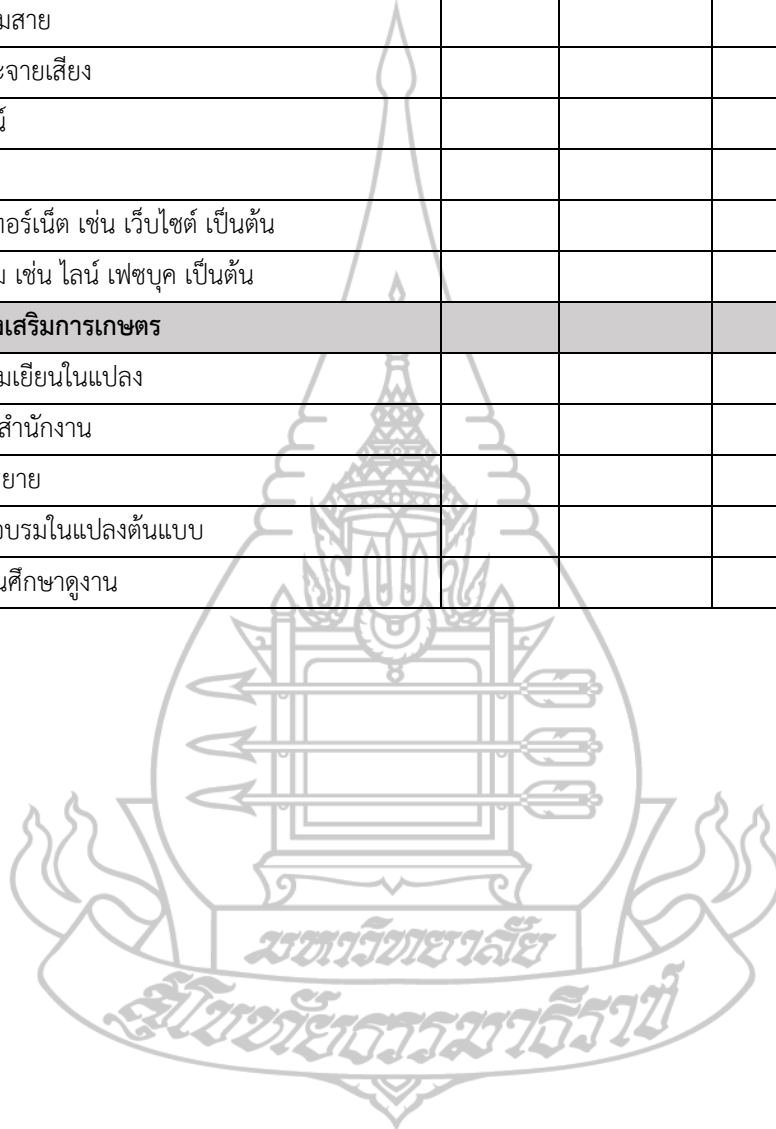 มสาย
ะจายเสียง
น์
ทอร์เน็ต เช่น เว็บไซต์ เป็นต้น
ม เช่น ไลน์ เฟซบุค เป็นต้น
งเสริมการเกษตร
มเยียนในแปลง
สำนักงาน
ยาย
อบรมในแปลงต้นแบบ
นศึกษาดูงาน
มหาวิทยาลัย
สุโขทัยธรรมาธิราช